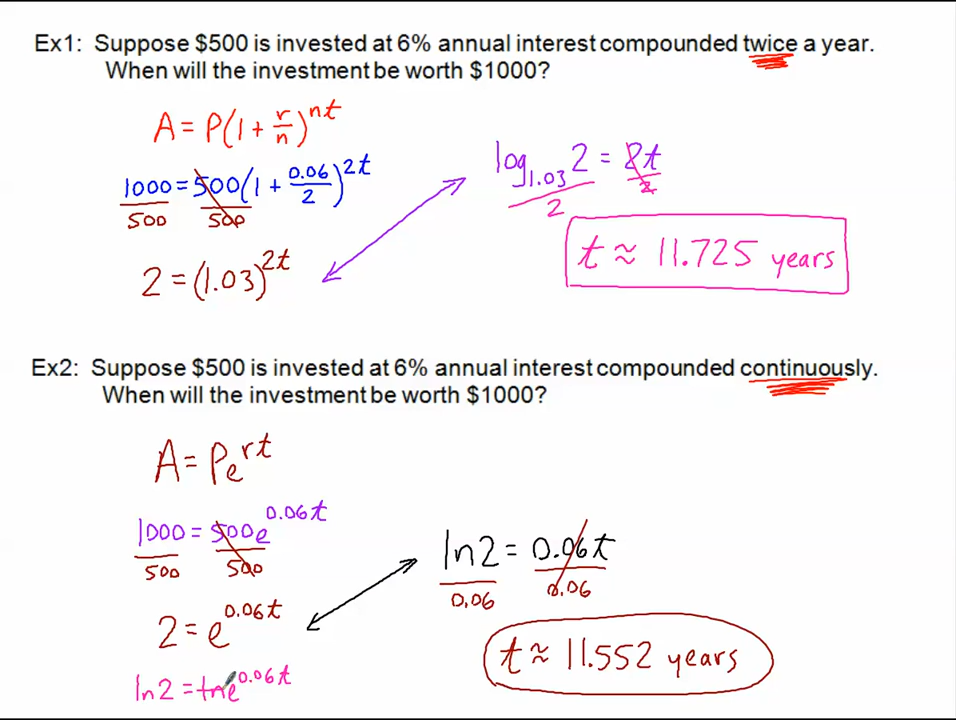 Ex1: Suppose $500 is invested at 6% annual interest compounded twice a year.
When will the investment be worth $1000?
A = P(1 + r/n)^nt
1000 = 500(1 + 0.06/2)^2t
500 500
2 = (1.03)^2t
log_1.03 2 = 2t
2 2
t ≈ 11.725 years
Ex2: Suppose $500 is invested at 6% annual interest compounded continuously.
When will the investment be worth $1000?
A = Pe^rt
1000 = 500e^0.06t
500 500
2 = e^0.06t
ln2 = lne^0.06t
ln2 = 0.06t
0.06 0.06
t ≈ 11.552 years